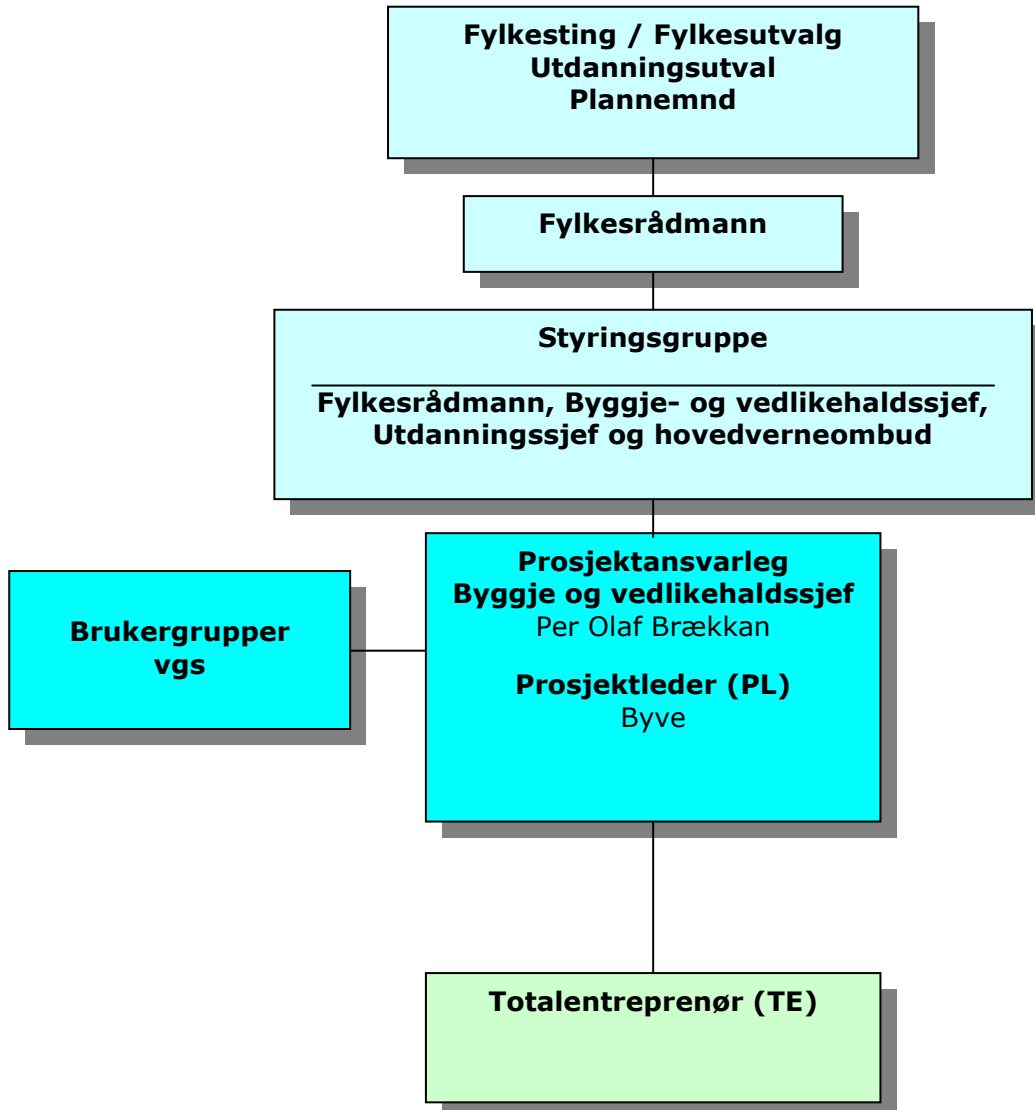 Fylkesting / Fylkesutvalg
Utdanningsutval
Plannemnd
Fylkesrådmann
Styringsgruppe
Fylkesrådmann, Byggje- og vedlikehaldssjef,
Utdanningssjef og hovedverneombud
Brukergrupper
vgs
Prosjektansvarleg
Byggje og vedlikehaldssjef
Per Olaf Brækkan
Prosjektleder (PL)
Byve
Totalentreprenør (TE)